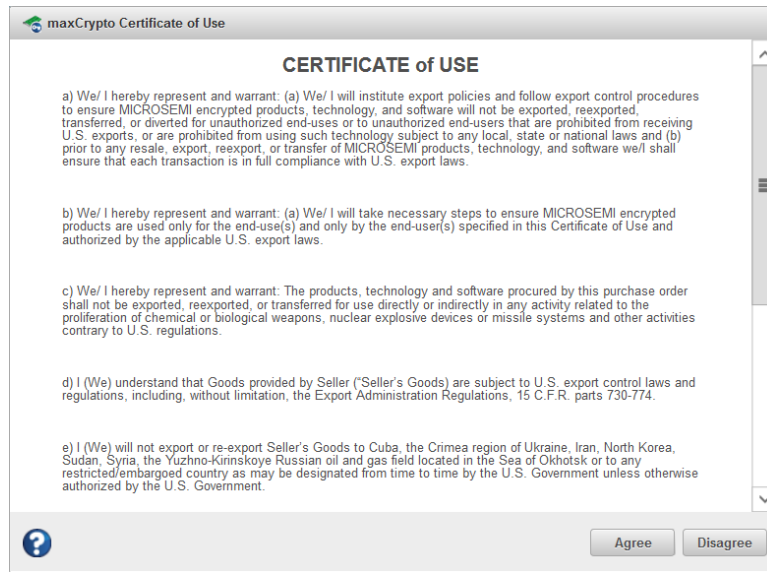 maxCrypto Certificate of Use
CERTIFICATE of USE
a) We/ I hereby represent and warrant: (a) We/ I will institute export policies and follow export control procedures
to ensure MICROSEMI encrypted products, technology, and software will not be exported, reexported,
transferred, or diverted for unauthorized end-uses or to unauthorized end-users that are prohibited from receiving
U.S. exports, or are prohibited from using such technology subject to any local, state or national laws and (b)
prior to any resale, export, reexport, or transfer of MICROSEMI products, technology, and software we/I shall
ensure that each transaction is in full compliance with U.S. export laws.
b) We/ I hereby represent and warrant: (a) We/ I will take necessary steps to ensure MICROSEMI encrypted
products are used only for the end-use(s) and only by the end-user(s) specified in this Certificate of Use and
authorized by the applicable U.S. export laws.
c) We/ I hereby represent and warrant: The products, technology and software procured by this purchase order
shall not be exported, reexported, or transferred for use directly or indirectly in any activity related to the
proliferation of chemical or biological weapons, nuclear explosive devices or missile systems and other activities
contrary to U.S. regulations.
d) I (We) understand that Goods provided by Seller (“Seller's Goods) are subject to U.S. export control laws and
regulations, including, without limitation, the Export Administration Regulations, 15 C.F.R. parts 730-774.
e) I (We) will not export or re-export Seller's Goods to Cuba, the Crimea region of Ukraine, Iran, North Korea,
Sudan, Syria, the Yuzhno-Kirinskoye Russian oil and gas field located in the Sea of Okhotsk or to any
restricted/embargoed country as may be designated from time to time by the U.S. Government unless otherwise
authorized by the U.S. Government.
? Agree Disagree